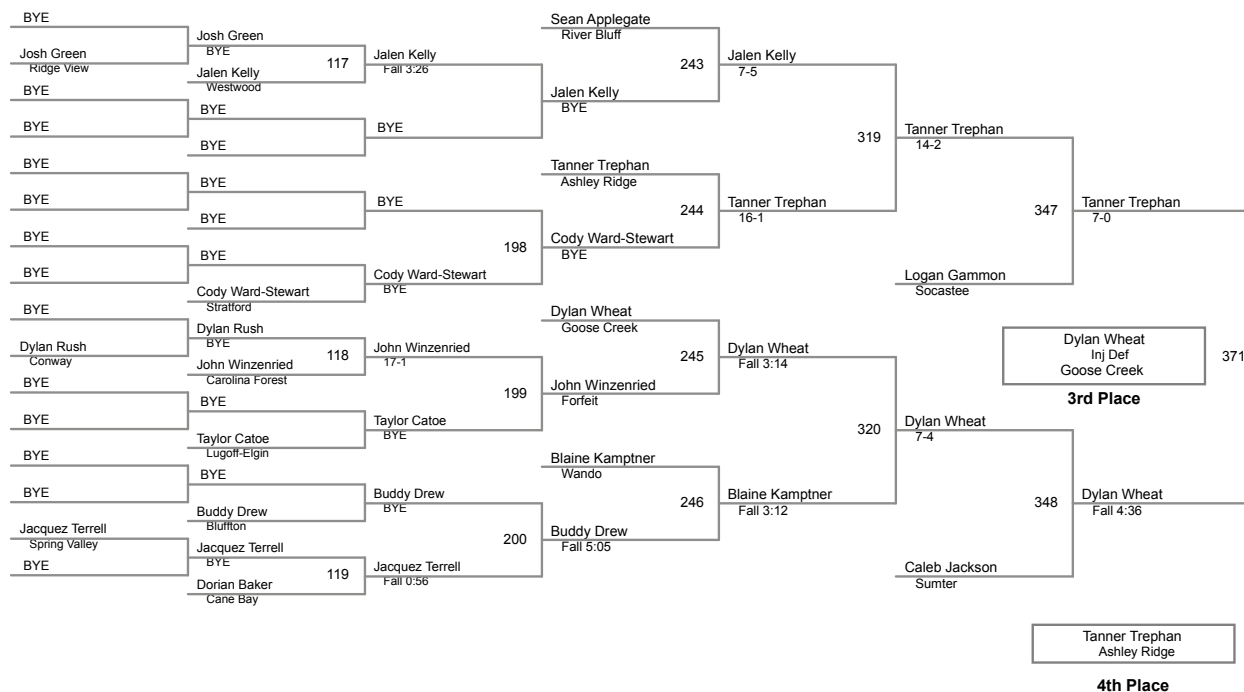 BYE
Josh Green
Ridge View
BYE
BYE
BYE
BYE
BYE
BYE
BYE
Dylan Rush
Conway
BYE
BYE
BYE
BYE
Jacquez Terrell
Spring Valley
BYE
Josh Green
BYE
117
Jalen Kelly
Westwood
BYE
BYE
BYE
BYE
BYE
Cody Ward-Stewart
Stratford
Dylan Rush
BYE
118
John Winzenried
Carolina Forest
BYE
Taylor Catoe
Lugoff-Elgin
BYE
Buddy Drew
Bluffton
Jacquez Terrell
BYE
119
Dorian Baker
Cane Bay
Jalen Kelly
Fall 3:26
BYE
BYE
198
Cody Ward-Stewart
BYE
John Winzenried
17-1
199
Taylor Catoe
BYE
Buddy Drew
BYE
200
Jacquez Terrell
Fall 0:56
Sean Applegate
River Bluff
243
Jalen Kelly
BYE
Tanner Trephan
Ashley Ridge
244
Cody Ward-Stewart
BYE
Dylan Wheat
Goose Creek
245
John Winzenried
Forfeit
Blaine Kamptner
Wando
246
Buddy Drew
Fall 5:05
Jalen Kelly
7-5
319
Tanner Trephan
16-1
Dylan Wheat
Fall 3:14
320
Blaine Kamptner
Fall 3:12
Tanner Trephan
14-2
347
Logan Gammon
Socastee
Dylan Wheat
7-4
348
Caleb Jackson
Sumter
Tanner Trephan
7-0
Dylan Wheat
Inj Def
Goose Creek
371
3rd Place
Dylan Wheat
Fall 4:36
Tanner Trephan
Ashley Ridge
4th Place